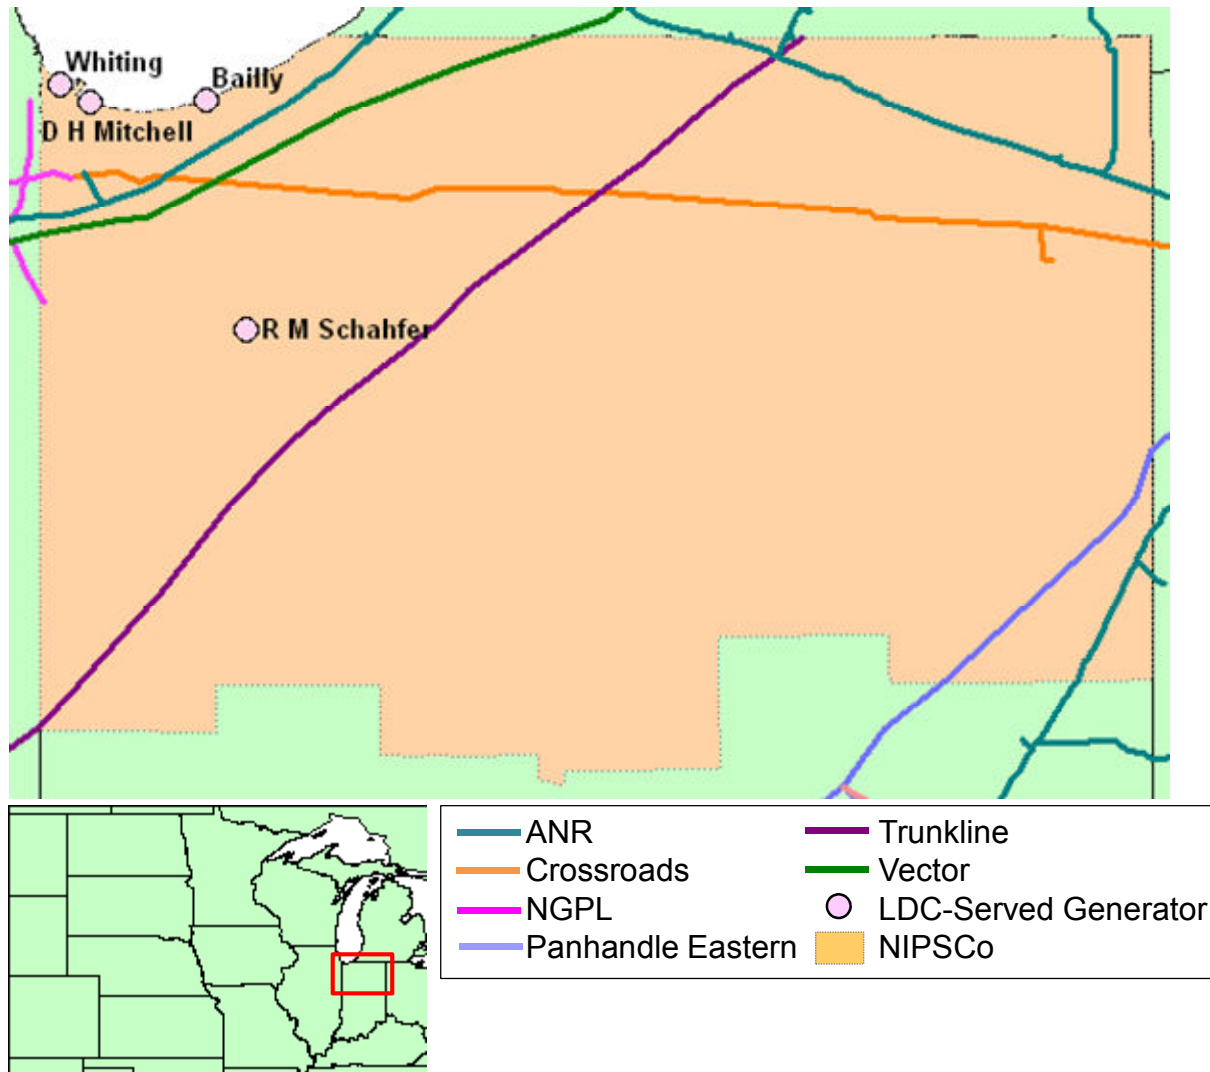 Whiting
Bailly
D H Mitchell
R M Schahfer
ANR
Trunkline
Crossroads
Vector
NGPL
LDC-Served Generator
Panhandle Eastern
NIPSCo